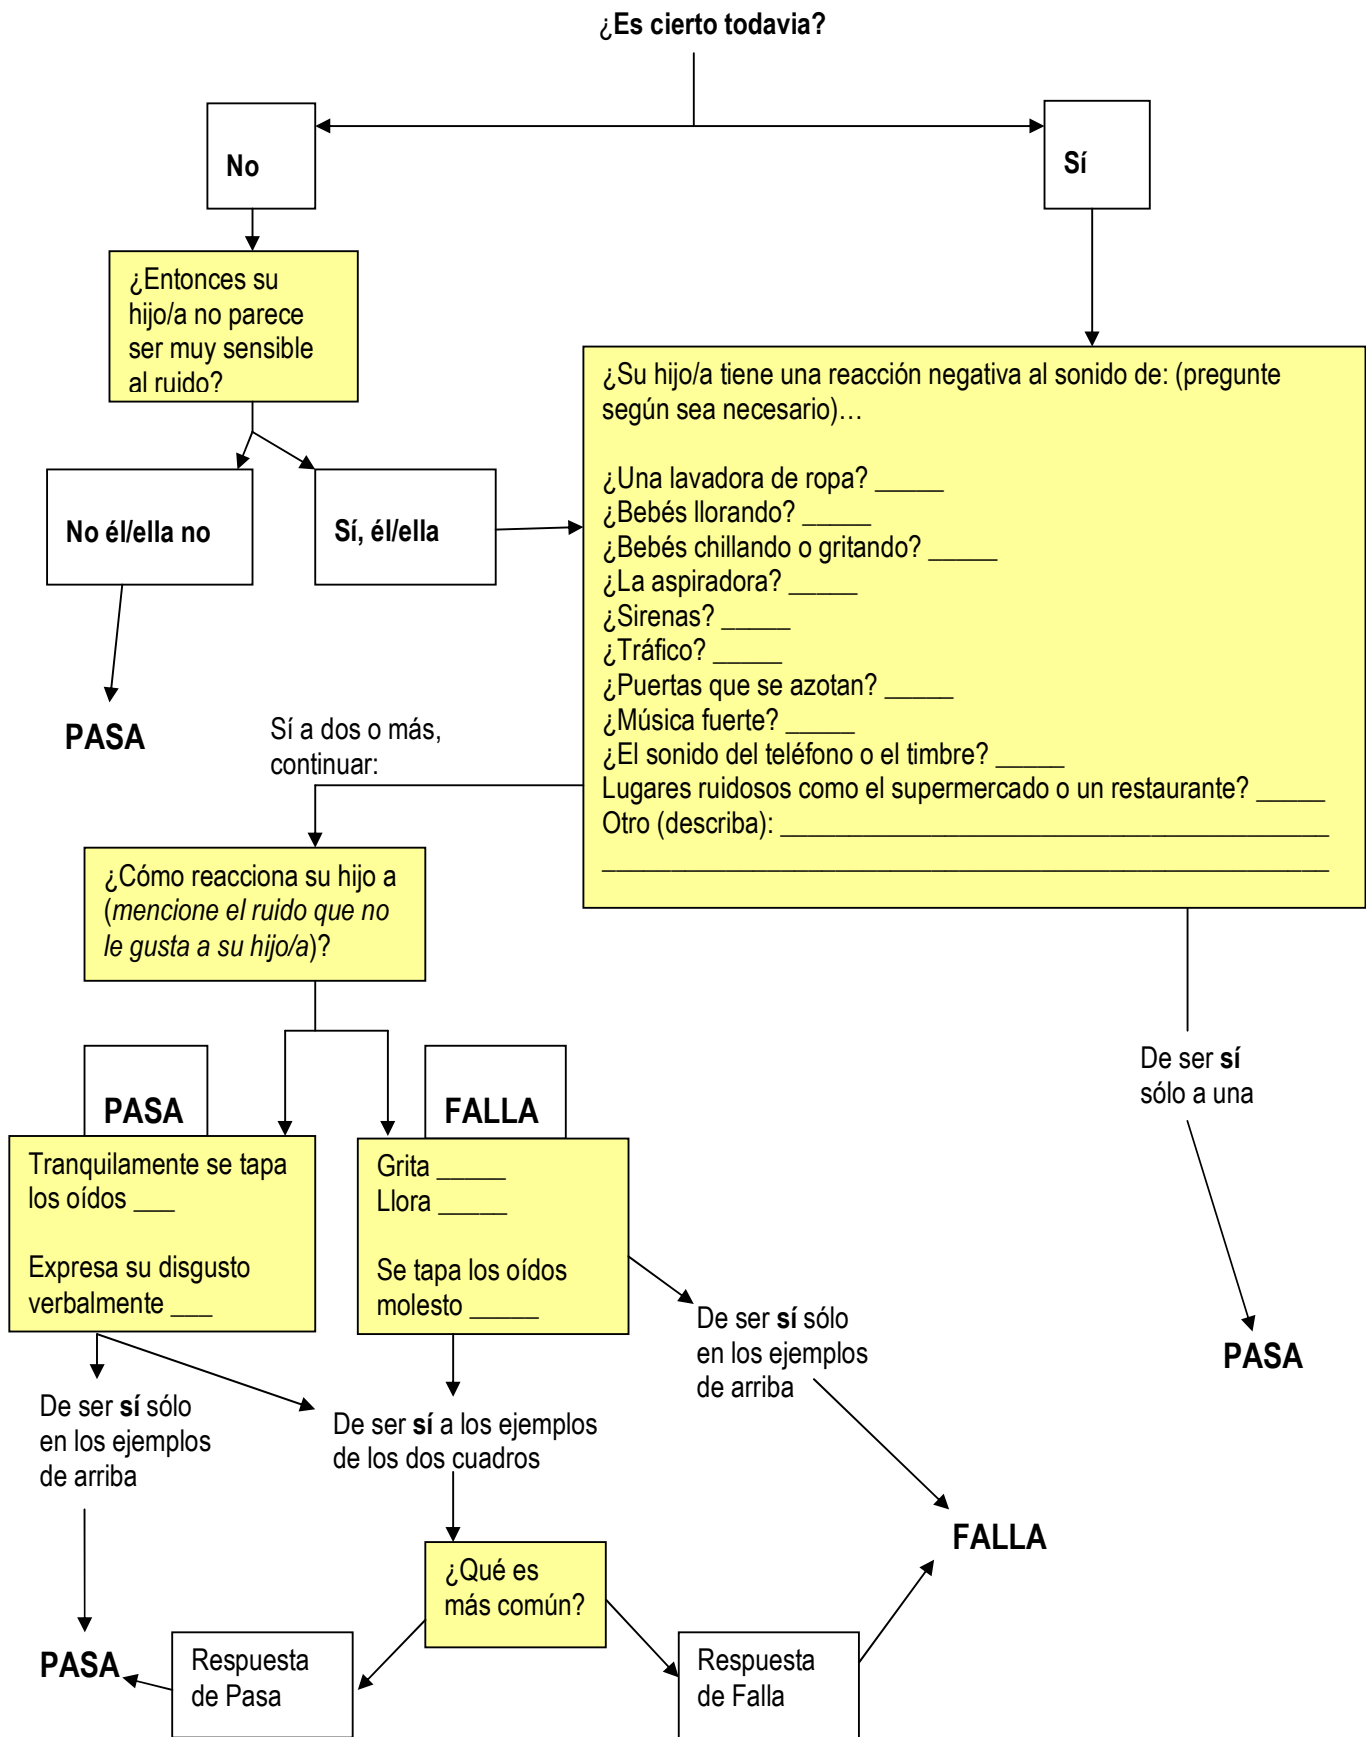 ¿Es cierto todavia?
No
Sí
¿Entonces su
hijo/a no parece
ser muy sensible
al ruido?
No él/ella no
Sí, él/ella
PASA
¿Su hijo/a tiene una reacción negativa al sonido de: (pregunte
según sea necesario)…
¿Una lavadora de ropa? _____
¿Bebés llorando? _____
¿Bebés chillando o gritando? _____
¿La aspiradora? _____
¿Sirenas? _____
¿Tráfico? _____
¿Puertas que se azotan? _____
¿Música fuerte? _____
¿El sonido del teléfono o el timbre? _____
Lugares ruidosos como el supermercado o un restaurante? _____
Otro (describa): ________________________________________
_____________________________________________________
Sí a dos o más,
continuar:
¿Cómo reacciona su hijo a
(mencione el ruido que no
le gusta a su hijo/a)?
De ser sí
sólo a una
PASA
PASA
Tranquilamente se tapa
los oídos ___
Expresa su disgusto
verbalmente ___
FALLA
Grita _____
Llora _____
Se tapa los oídos
molesto _____
De ser sí sólo
en los ejemplos
de arriba
De ser sí a los ejemplos
de los dos cuadros
De ser sí sólo
en los ejemplos
de arriba
FALLA
¿Qué es
más común?
PASA
Respuesta
de Pasa
Respuesta
de Falla